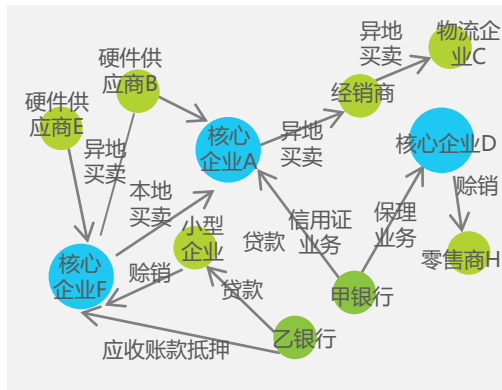 异地
买卖
物流企
业C
硬件供
应商B
经销商
硬件供
应商E
核心
企业A
异地
买卖
核心企业D
异地
买卖
本地
买卖
赊销
小型
企业
贷款
信用证
业务
保理
业务
核心
企业F
赊销
零售商H
贷款
甲银行
乙银行
应收账款抵押